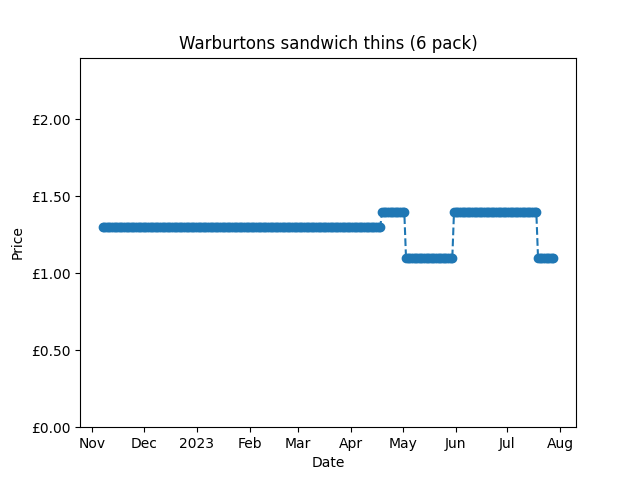 Warburtons sandwich thins (6 pack)
£2.00
£1.50
£1.00
£0.50
£0.00
Price
Nov Dec 2023 Feb Mar Apr May Jun Jul Aug
Date